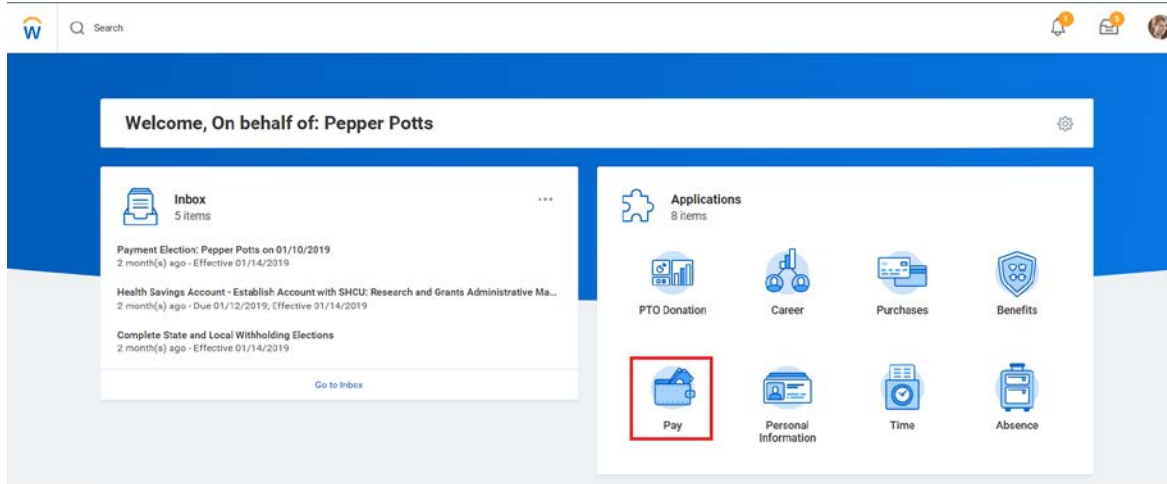 W
Search
1
5
Welcome, On behalf of: Pepper Potts
Inbox
5 items
Payment Election: Pepper Potts on 01/10/2019
2 month(s) ago - Effective 01/14/2019
Health Savings Account - Establish Account with SHCU: Research and Grants Administrative Ma...
2 month(s) ago - Due 01/12/2019; Effective 01/14/2019
Complete State and Local Withholding Elections
2 month(s) ago - Effective 01/14/2019
Go to Inbox
Applications
8 items
PTO Donation
Career
Purchases
Benefits
Pay
Personal
Information
Time
Absence